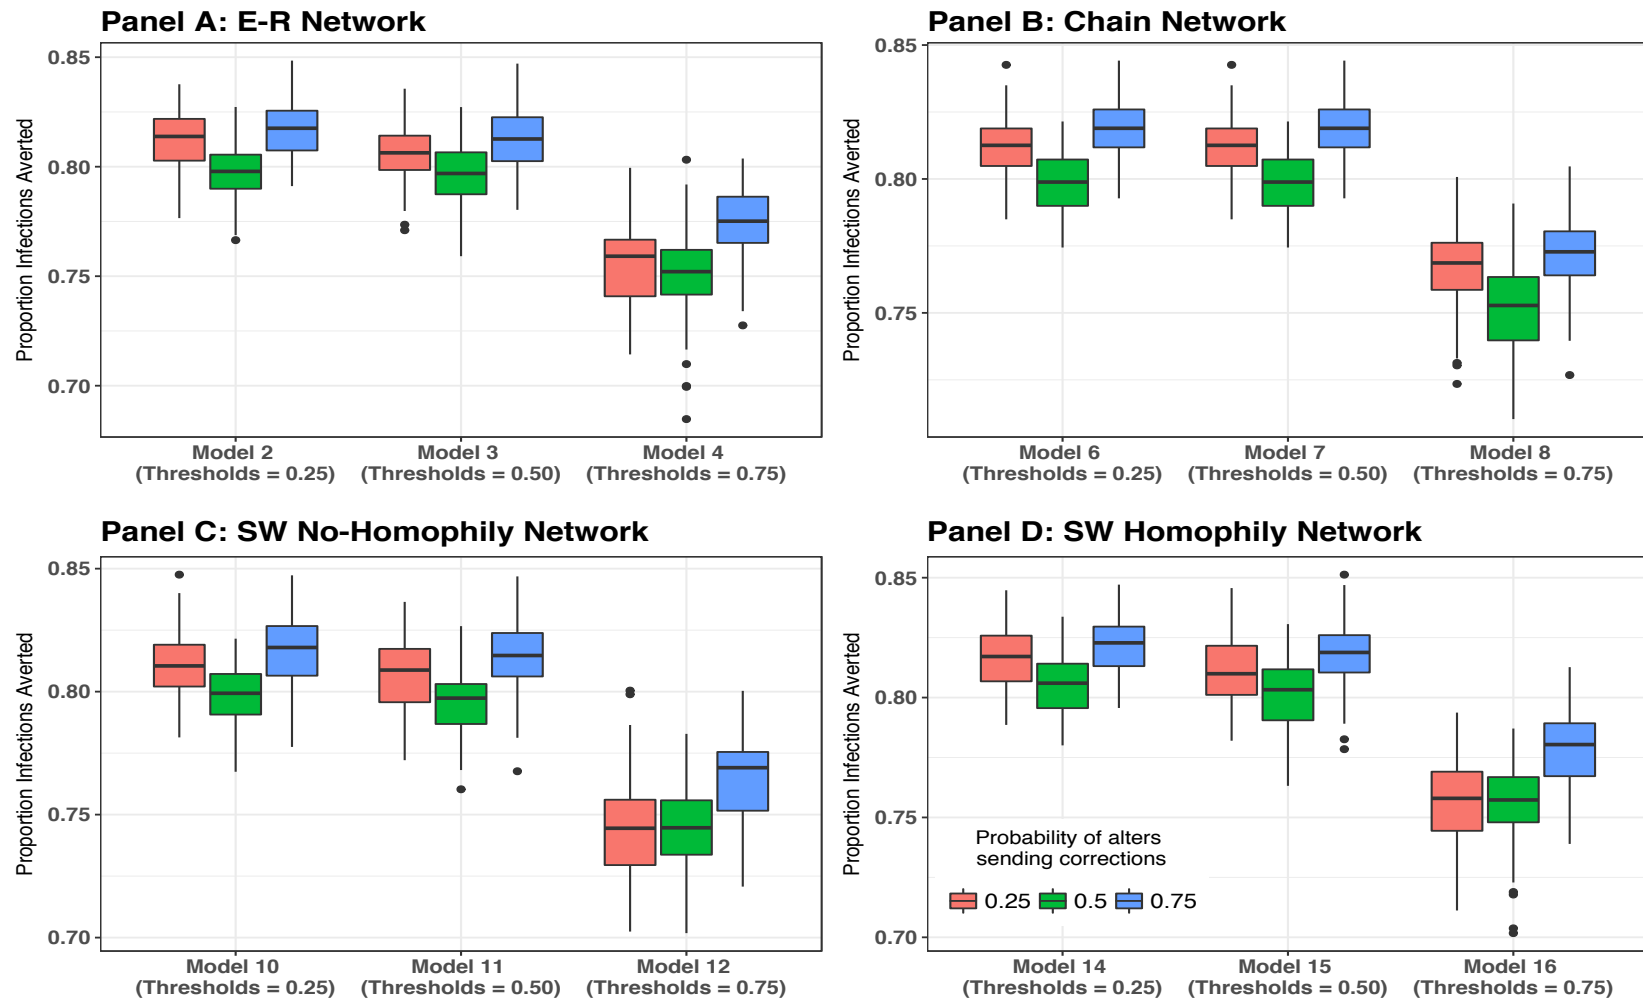 Panel A: E-R Network
Proportion Infections Averted
0.85
0.80
0.75
0.70
Model 2
(Thresholds = 0.25)
Model 3
(Thresholds = 0.50)
Model 4
(Thresholds = 0.75)
Panel B: Chain Network
Proportion Infections Averted
0.85
0.80
0.75
Model 6
(Thresholds = 0.25)
Model 7
(Thresholds = 0.50)
Model 8
(Thresholds = 0.75)
Panel C: SW No-Homophily Network
Proportion Infections Averted
0.85
0.80
0.75
0.70
Model 10
(Thresholds = 0.25)
Model 11
(Thresholds = 0.50)
Model 12
(Thresholds = 0.75)
Panel D: SW Homophily Network
Proportion Infections Averted
0.85
0.80
0.75
0.70
Probability of alters
sending corrections
0.25 0.5 0.75
Model 14
(Thresholds = 0.25)
Model 15
(Thresholds = 0.50)
Model 16
(Thresholds = 0.75)